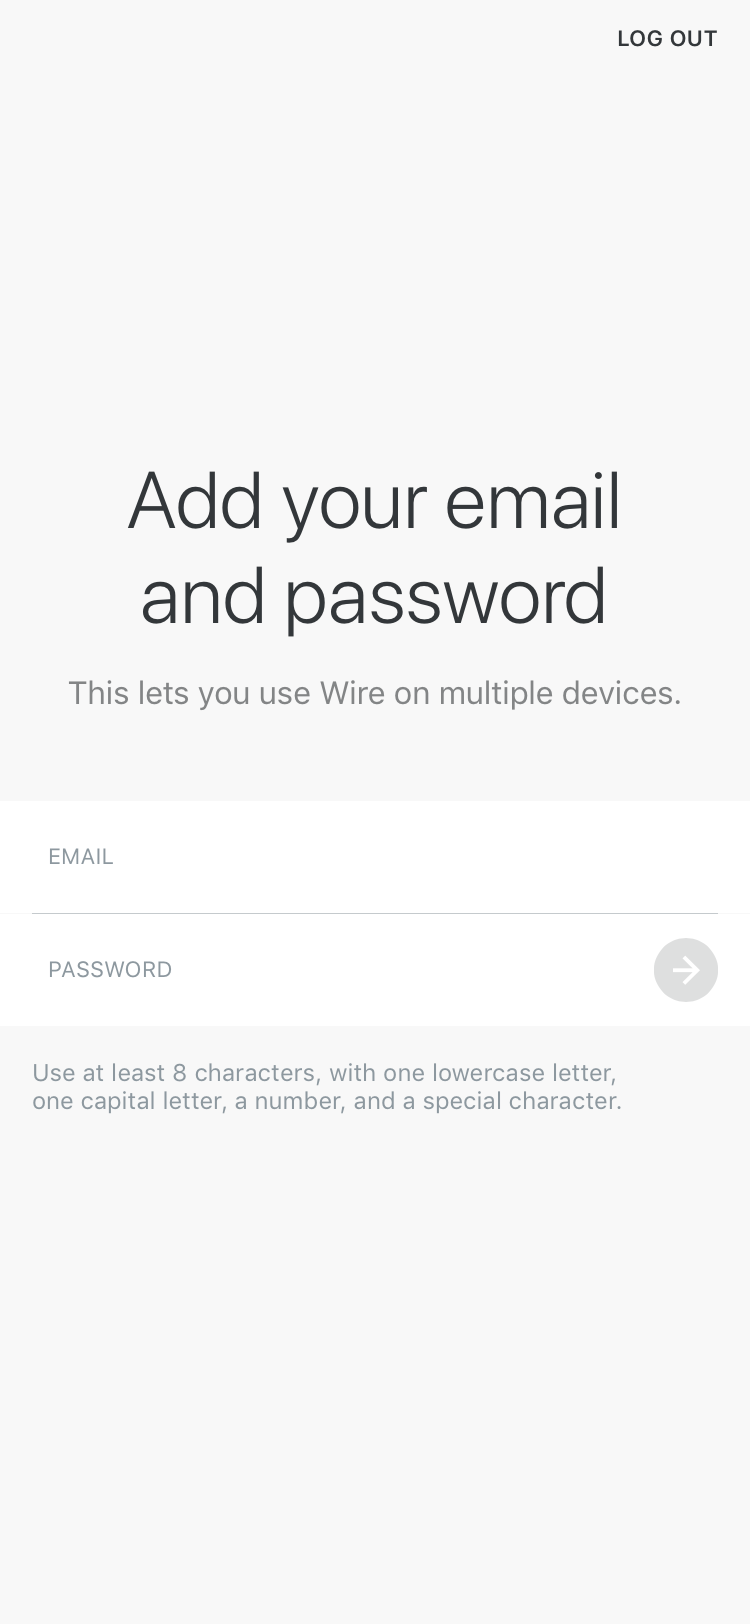 LOG OUT
Add your email
and password
This lets you use Wire on multiple devices.
EMAIL
PASSWORD
Use at least 8 characters, with one lowercase letter,
one capital letter, a number, and a special character.